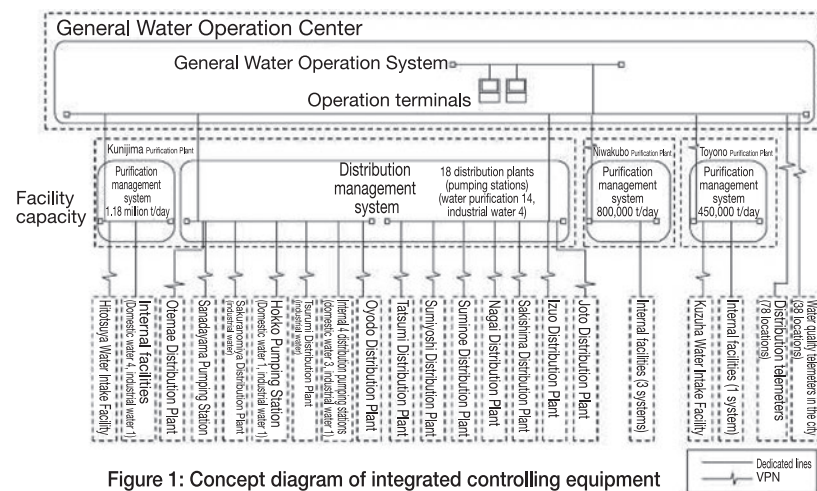 General Water Operation Center
General Water Operation System
Operation terminals
Kunijima Purification Plant
Purification
management
system
1.18 milion t/day
Distribution
management
system
18 distribution plants
(pumping stations)
(water purification 14,
industrial water 4)
Niwakubo Purification Plant
Purification
management
system
800,000 t/day
Toyono Purification Plant
Purification
management
system
450,000 t/day
Facility
capacity
Hitotsuya Water Intake Facility
Internal facilities
(Domestic water 4, industrial water 1)
Otemae Distribution Plant
Sanadayama Pumping Station
Sakuranomiya Distribution Plant
(industrial water)
Hokko Pumping Station
(Domestic water 1, industrial water 1)
Tsurumi Distribution Plant
(industrial water)
Internal 4 distribution pumping stations
(domestic water 3, industrial water 1)
Oyodo Distribution Plant
Tatsumi Distribution Plant
Sumiyoshi Distribution Plant
Suminoe Distribution Plant
Nagai Distribution Plant
Sakishima Distribution Plant
Izuo Distribution Plant
Joto Distribution Plant
Internal facilities (3 systems)
Kuzuha Water Intake Facility
Internal facilities (1 system)
Distribution telemeters
(78 locations)
Water quality telemeters in the city
(38 locations)
Figure 1: Concept diagram of integrated controlling equipment
Dedicated lines
VPN